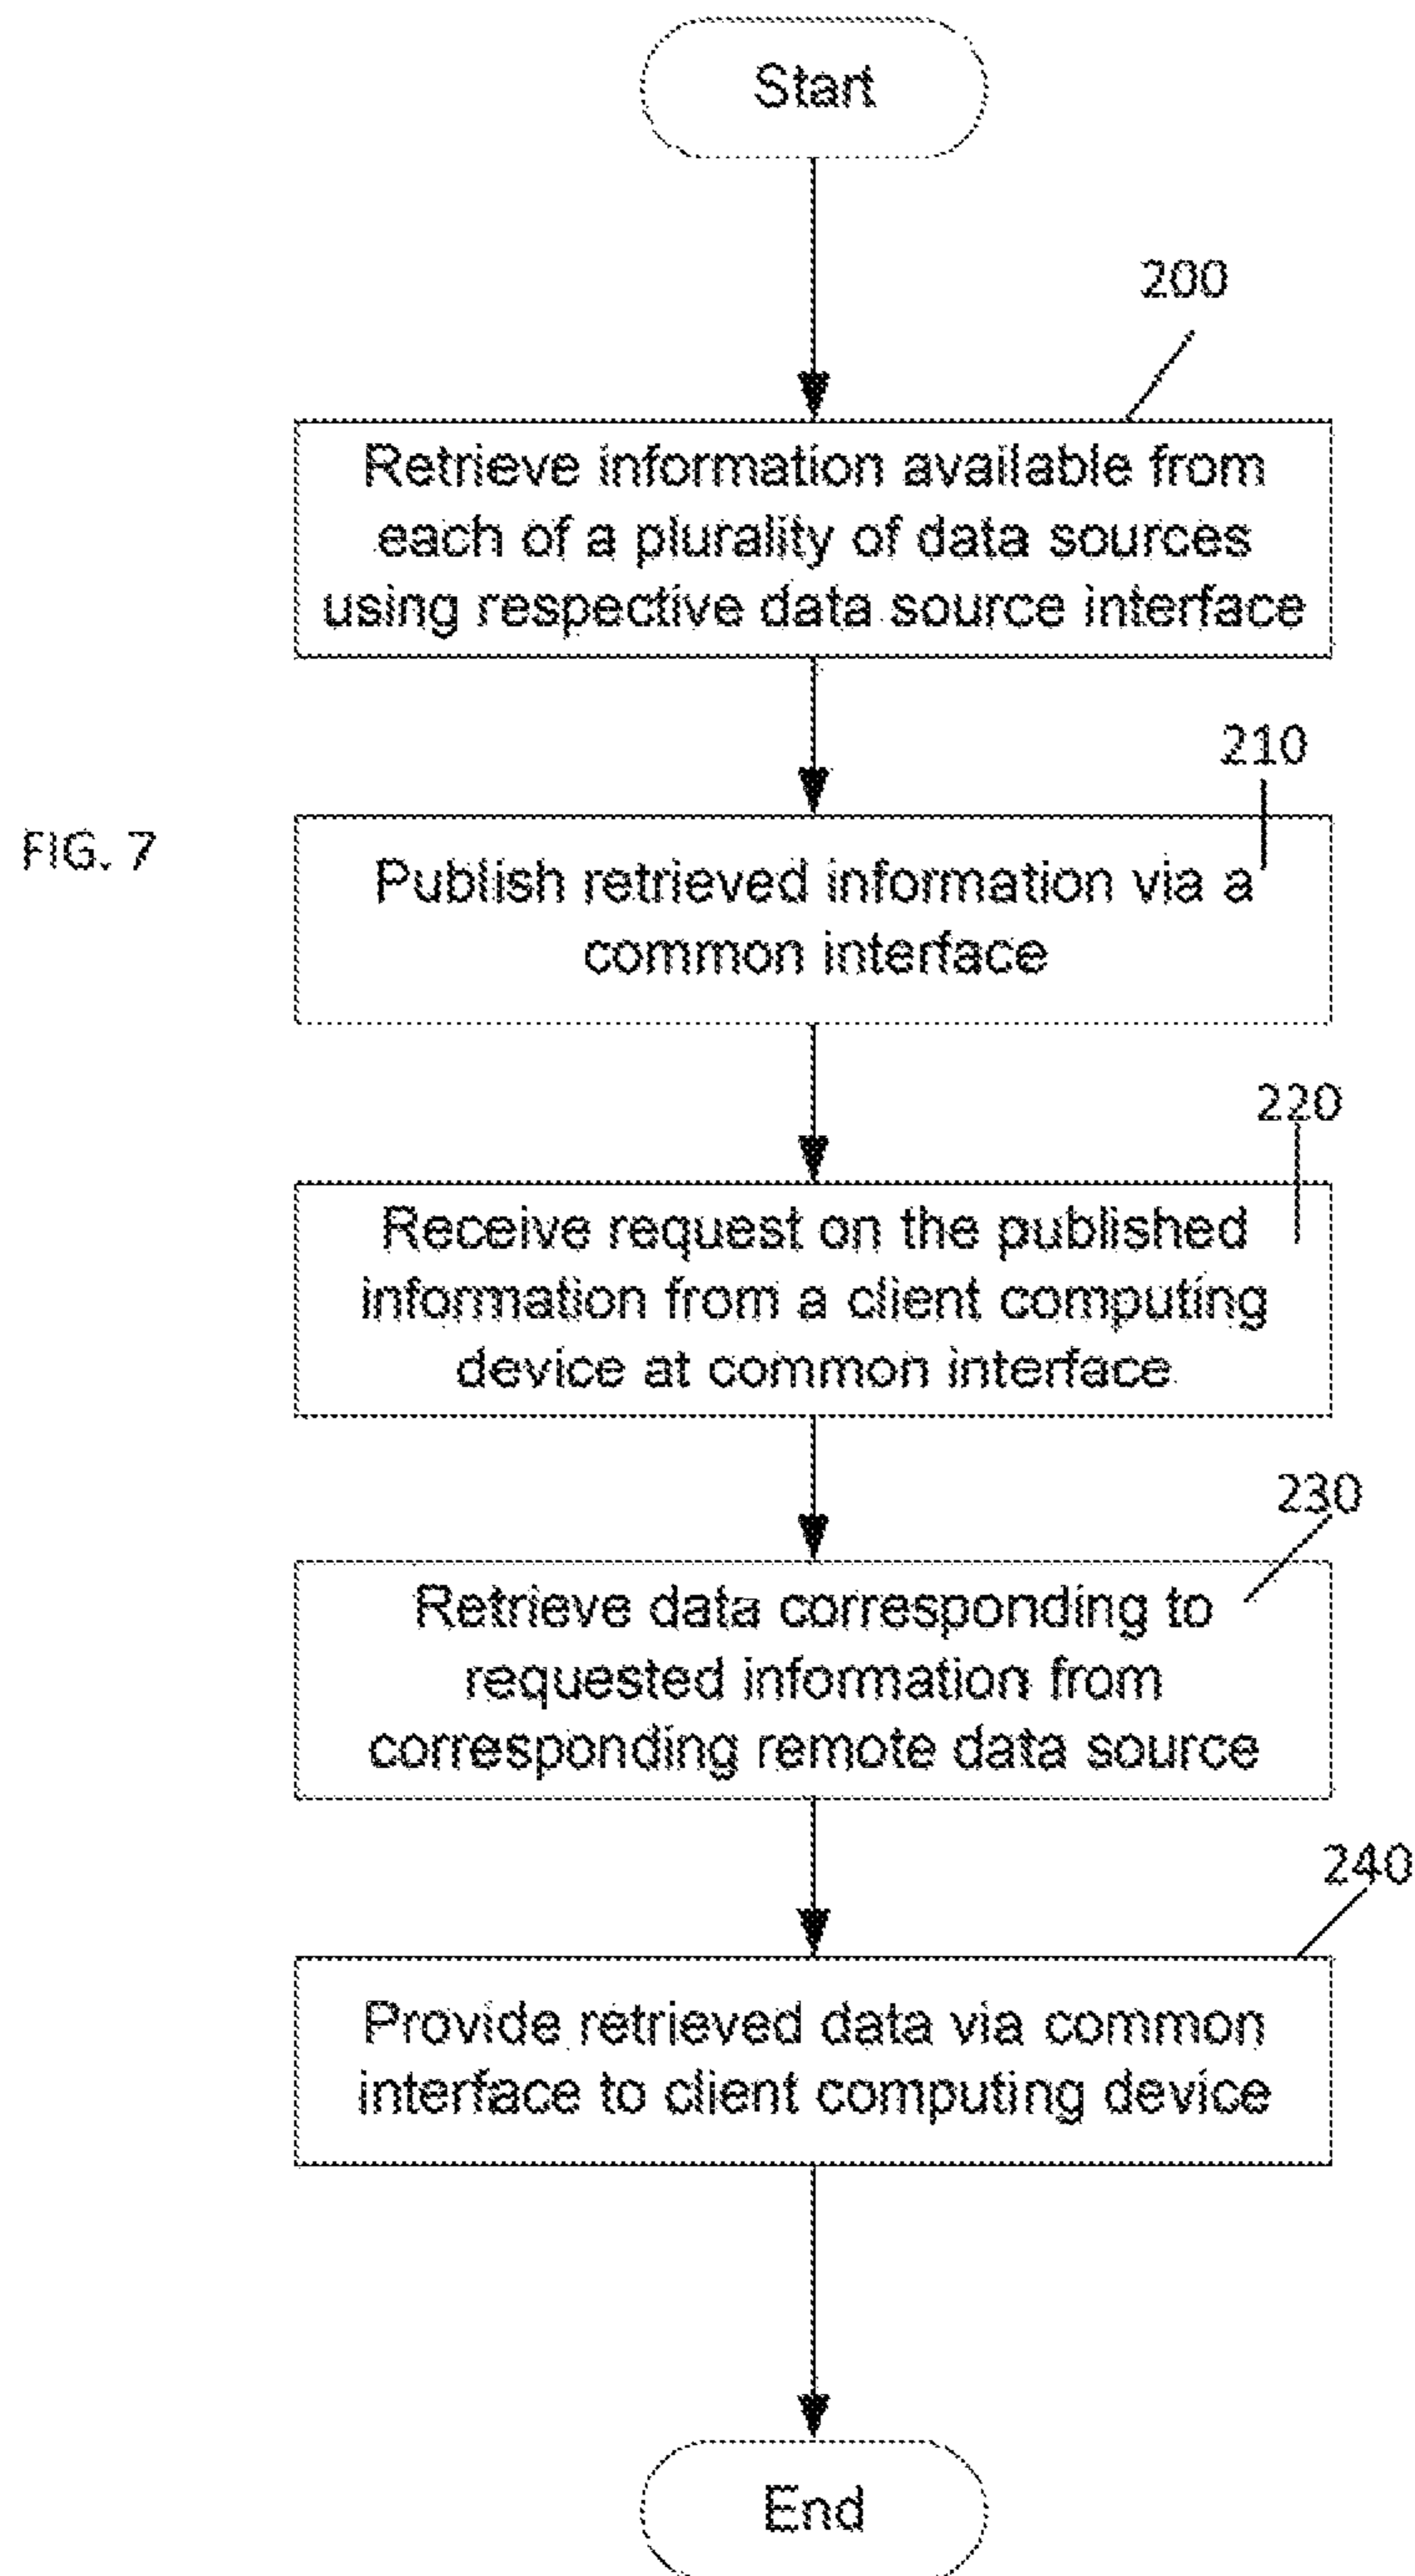 Start
200
Retrieve information available from
each of a plurality of data sources
using respective data source interface
210
FIG. 7
Publish retrieved information via a
common interface
220
Receive request on the published
information from a client computing
device at common interface
230
Retrieve data corresponding to
requested information from
corresponding remote data source
240
Provide retrieved data via common
interface to client computing device
End